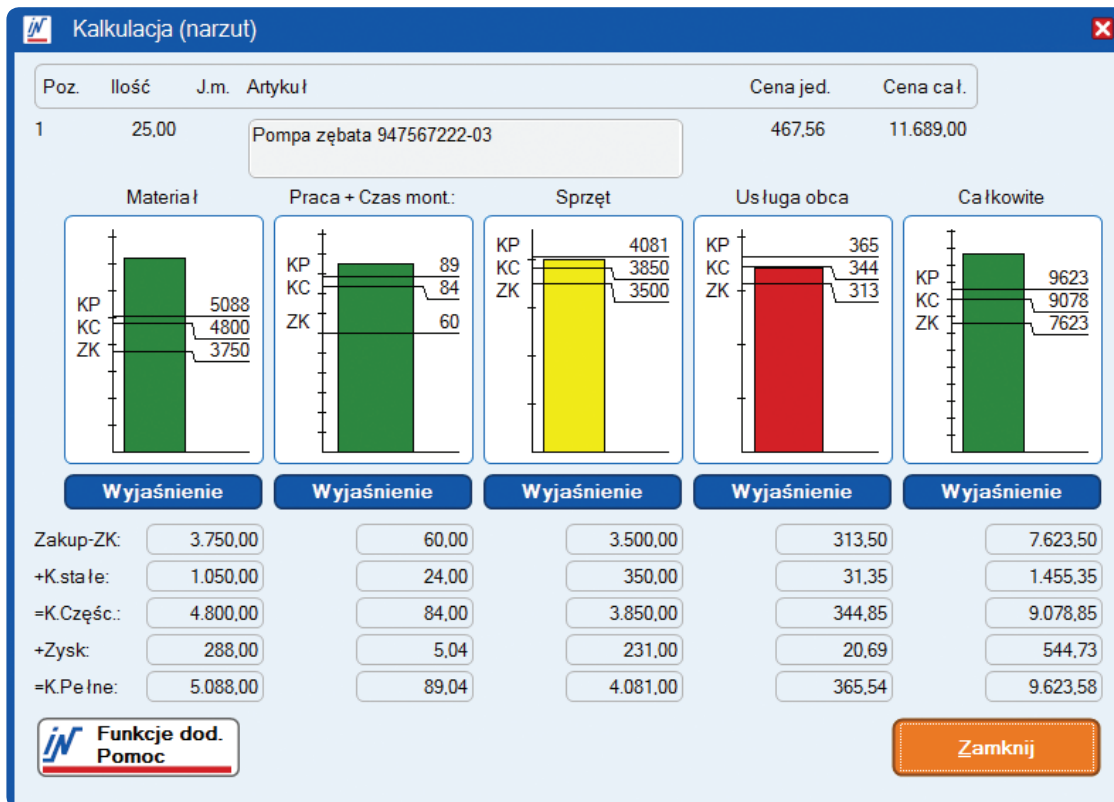 Kalkulacja (narzut)
Poz. Ilość J.m. Artykuł Cena jed. Cena cał.
1 25,00 Pompa zębata 947567222-03 467,56 11.689,00
Materiał Praca + Czas mont.: Sprzęt Usługa obca Całkowite
KP 5088
KC 4800
ZK 3750
KP 89
KC 84
ZK 60
KP 4081
KC 3850
ZK 3500
KP 365
KC 344
ZK 313
KP 9623
KC 9078
ZK 7623
Wyjaśnienie Wyjaśnienie Wyjaśnienie Wyjaśnienie Wyjaśnienie
Zakup-ZK: 3.750,00 60,00 3.500,00 313,50 7.623,50
+K.stałe: 1.050,00 24,00 350,00 31,35 1.455,35
=K.Częśc.: 4.800,00 84,00 3.850,00 344,85 9.078,85
+Zysk: 288,00 5,04 231,00 20,69 544,73
=K.Pełne: 5.088,00 89,04 4.081,00 365,54 9.623,58
Funkcje dod.
Pomoc
Zamknij